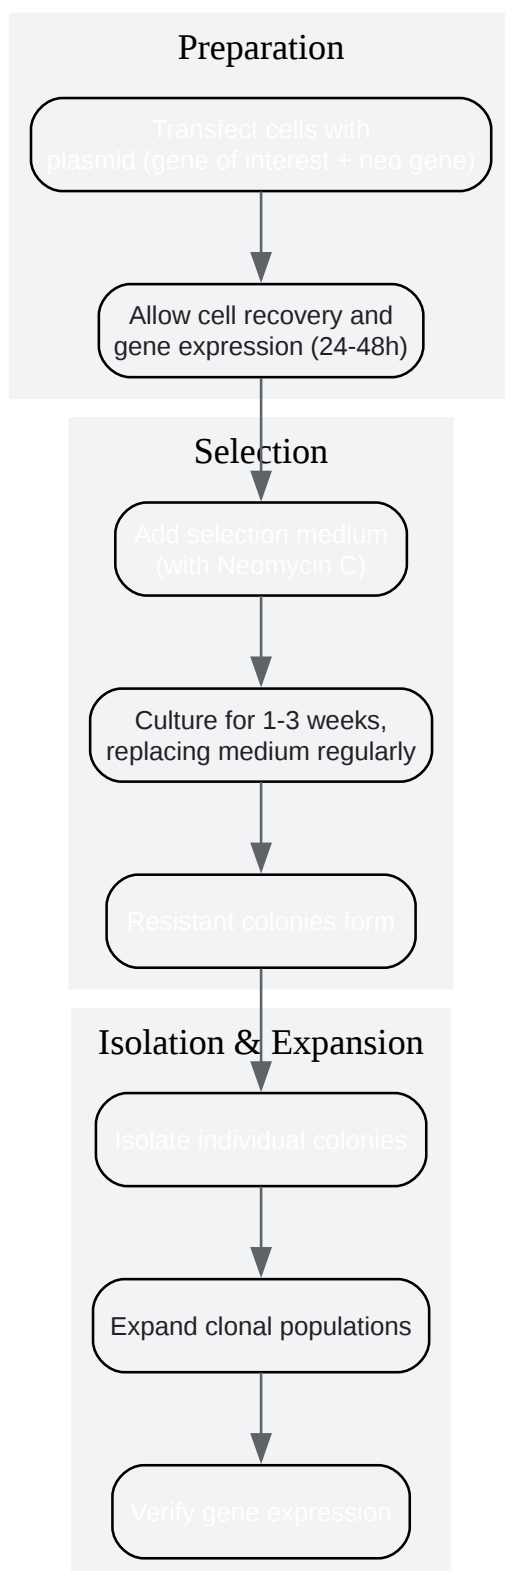 Preparation
Transfect cells with
plasmid (gene of interest + neo gene)
Allow cell recovery and
gene expression (24-48h)
Selection
Add selection medium
(with Neomycin C)
Culture for 1-3 weeks,
replacing medium regularly
Resistant colonies form
Isolation & Expansion
Isolate individual colonies
Expand clonal populations
Verify gene expression